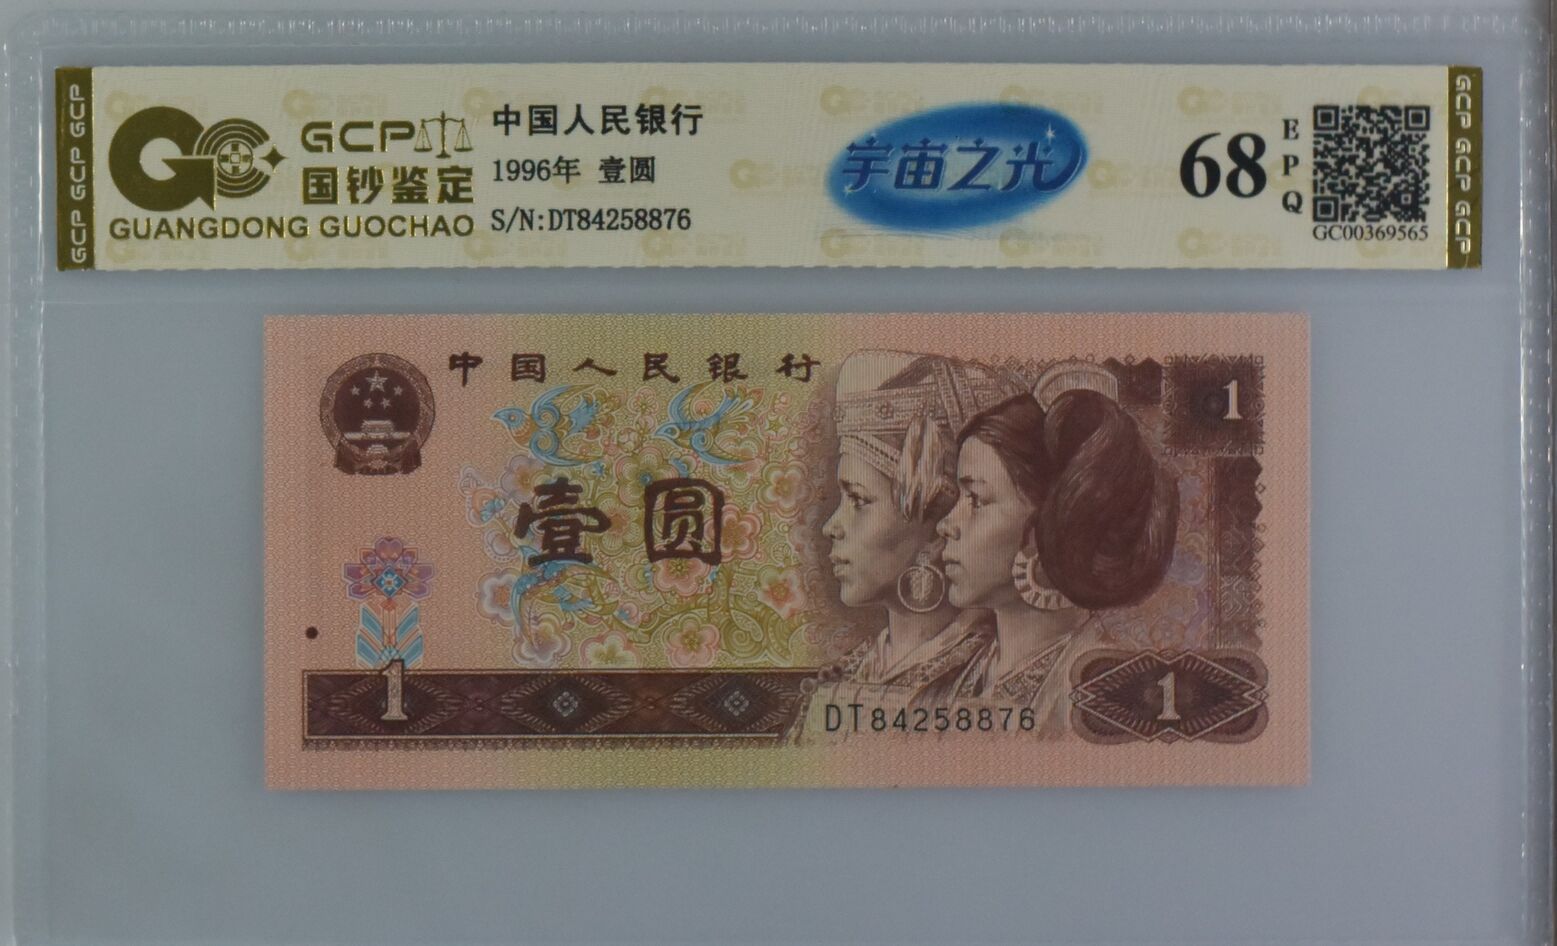 GCP GCP GCP
GCP
国钞鉴定
GUANGDONG GUOCHAO
中国人民银行
1996年 壹圆
S/N:DT84258876
宇宙之光
68
EPQ
GC00369565
GCP GCP GCP
中国人民银行
1
壹圆
1
DT84258876
1